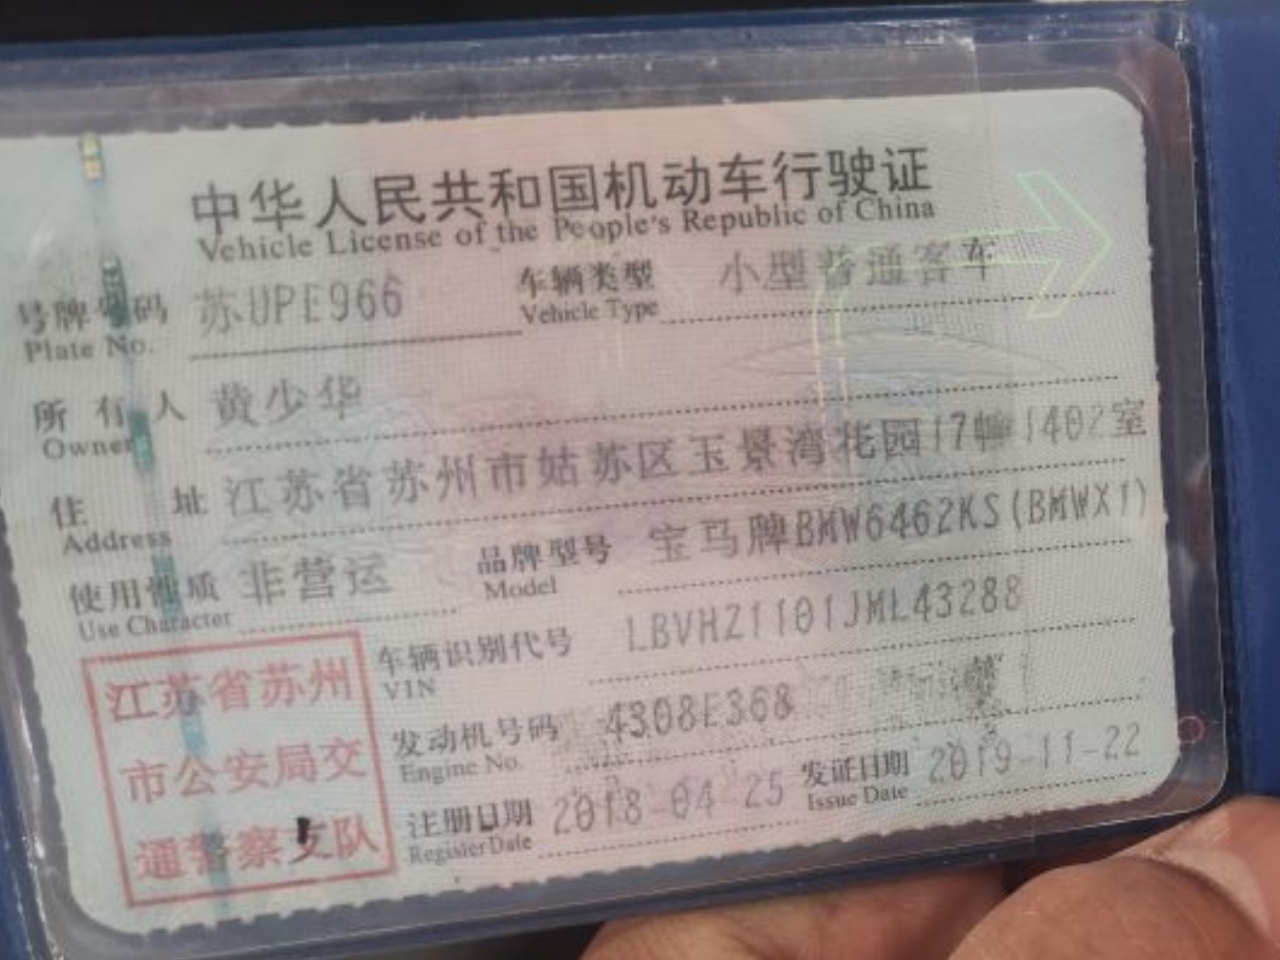 中华人民共和国机动车行驶证
Vehicle License of the People's Republic of China
号牌号码 苏UPE966 车辆类型 小型普通客车
Plate No. Vehicle Type
所有人 黄少华
Owner
住址 江苏省苏州市姑苏区玉景湾花园17幢1402室
Address
使用性质 非营运 品牌型号 宝马牌BMW6462KS(BMWX1)
Use Character Model
车辆识别代号 LBVHZ1101JML43288
VIN
发动机号码 4308E368
Engine No.
注册日期 2018-04-25 发证日期 2019-11-22
Register Date Issue Date
江苏省苏州
市公安局交
通警察支队